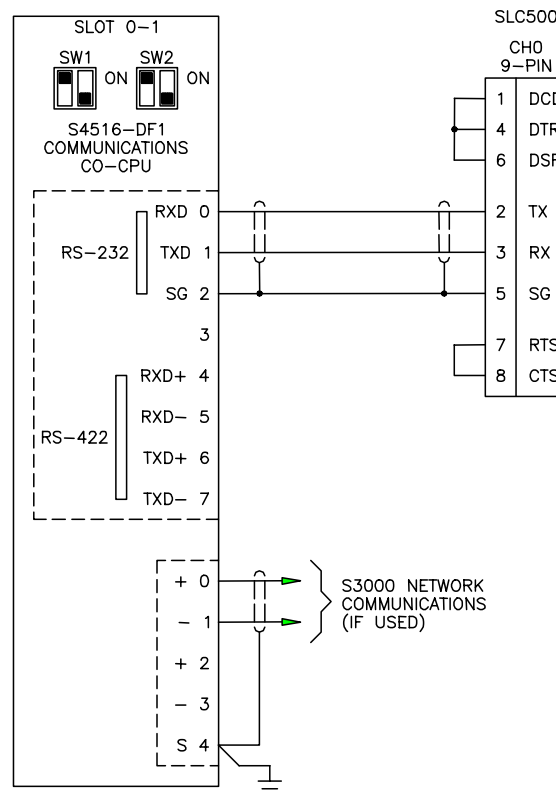 SLOT 0-1
SW1 SW2
ON ON
S4516-DF1
COMMUNICATIONS
CO-CPU
RS-232
RXD 0
TXD 1
SG 2
3
RS-422
RXD+ 4
RXD- 5
TXD+ 6
TXD- 7
+ 0
- 1
+ 2
- 3
S 4
S3000 NETWORK
COMMUNICATIONS
(IF USED)
SLC500
CH0
9-PIN
1
4
6
2 TX
3 RX
5 SG
7
8